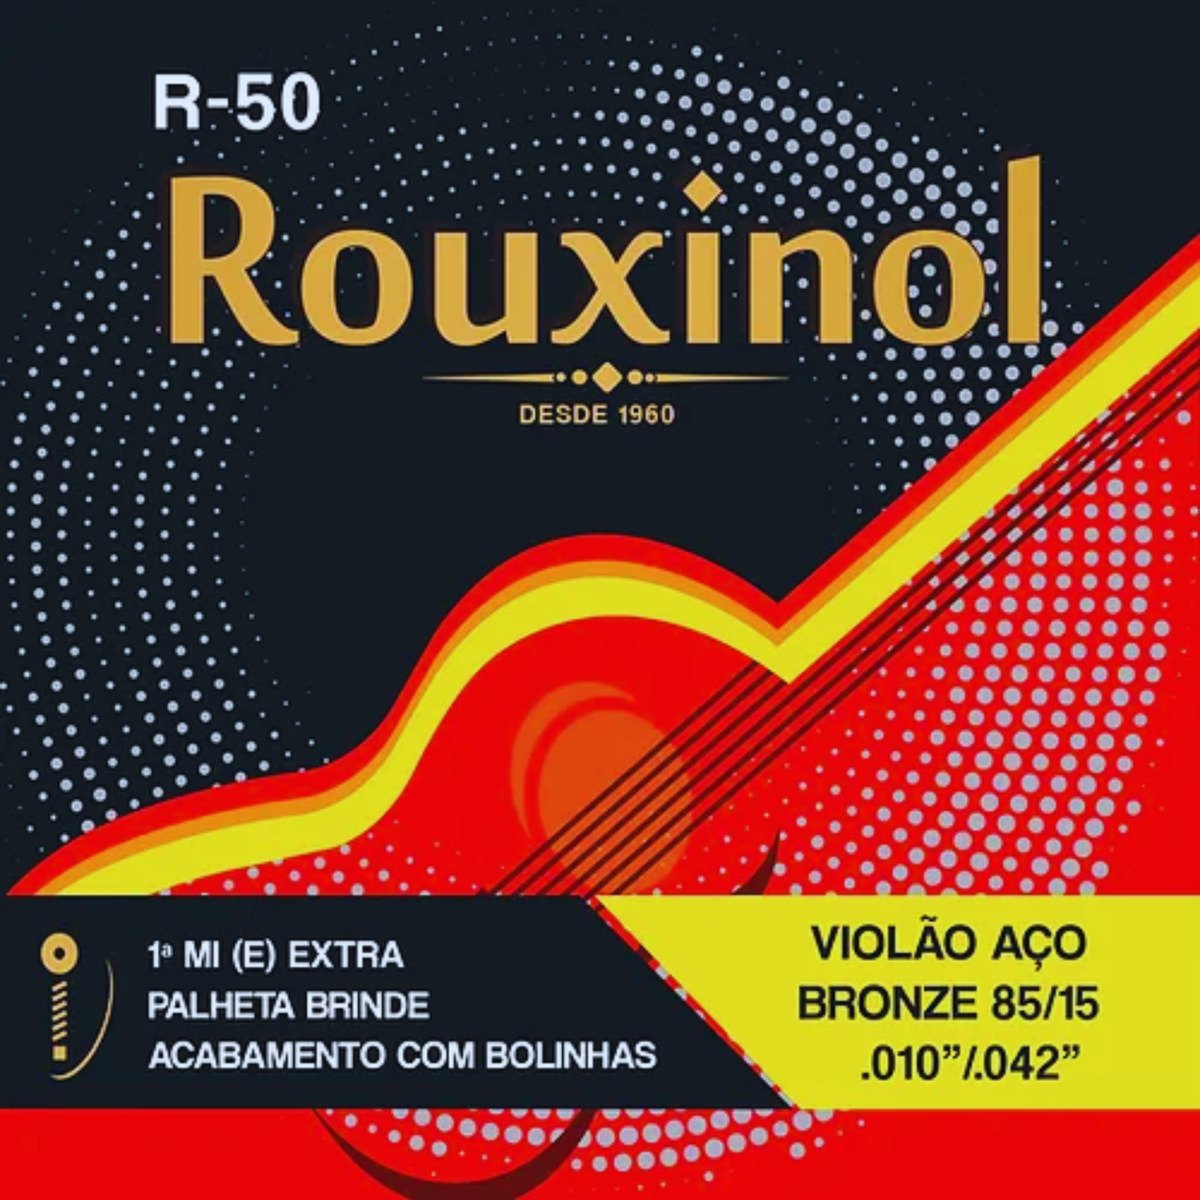 R-50
Rouxinol
DESDE 1960
1ª MI (E) EXTRA
PALHETA BRINDE
ACABAMENTO COM BOLINHAS
VIOLÃO AÇO
BRONZE 85/15
.010”/.042”